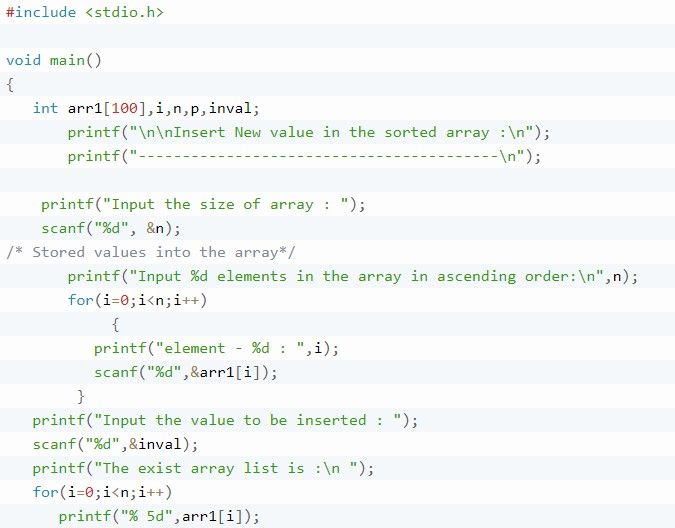 #include <stdio.h>
void main()
{
int arr1[100],i,n,p,inval;
printf("\n\nInsert New value in the sorted array :\n");
printf("-----------------------------------------\n");
printf("Input the size of array : ");
scanf("%d", &n);
/* Stored values into the array*/
printf("Input %d elements in the array in ascending order:\n",n);
for(i=0;i<n;i++)
{
printf("element - %d : ",i);
scanf("%d",&arr1[i]);
}
printf("Input the value to be inserted : ");
scanf("%d",&inval);
printf("The exist array list is :\n ");
for(i=0;i<n;i++)
printf("% 5d",arr1[i]);